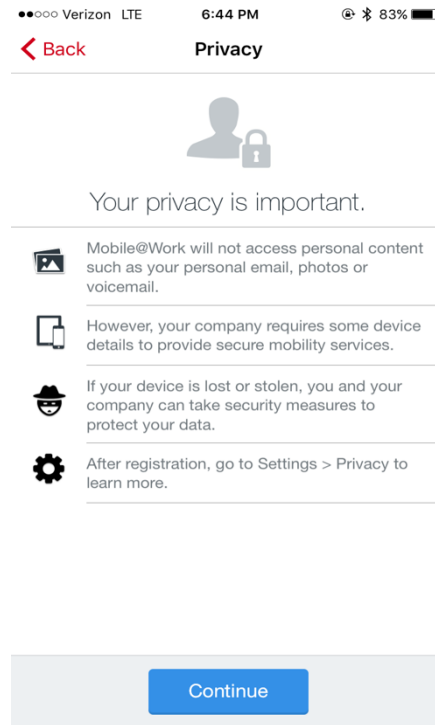 Verizon LTE 6:44 PM 83%
Back Privacy
Your privacy is important.
Mobile@Work will not access personal content
such as your personal email, photos or
voicemail.
However, your company requires some device
details to provide secure mobility services.
If your device is lost or stolen, you and your
company can take security measures to
protect your data.
After registration, go to Settings > Privacy to
learn more.
Continue